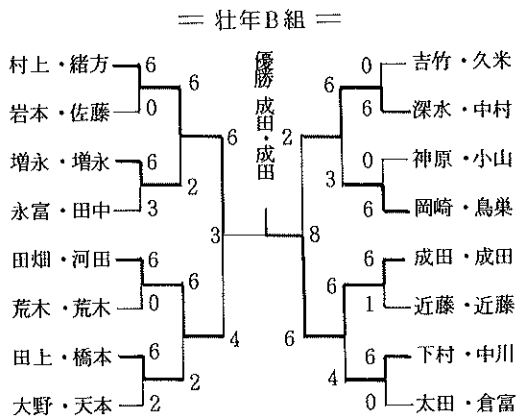 ＝ 壮年B組 ＝
優勝 成田・成田
村上・緒方 6
岩本・佐藤 0
増永・増永 6
永富・田中 3
田畑・河田 6
荒木・荒木 0
田上・橋本 6
大野・天本 2
6
2
6
2
6
4
3
8
2
6
6
3
6
4
0 吉竹・久米
6 深水・中村
0 神原・小山
6 岡崎・鳥巣
6 成田・成田
1 近藤・近藤
6 下村・中川
0 太田・倉富